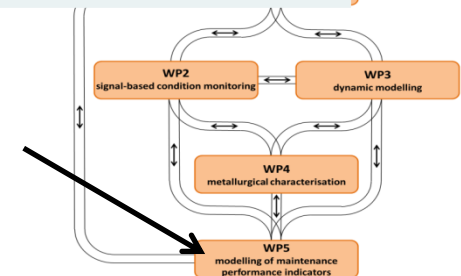 WP2
signal-based condition monitoring
WP3
dynamic modelling
WP4
metallurgical characterisation
WP5
modelling of maintenance
performance indicators